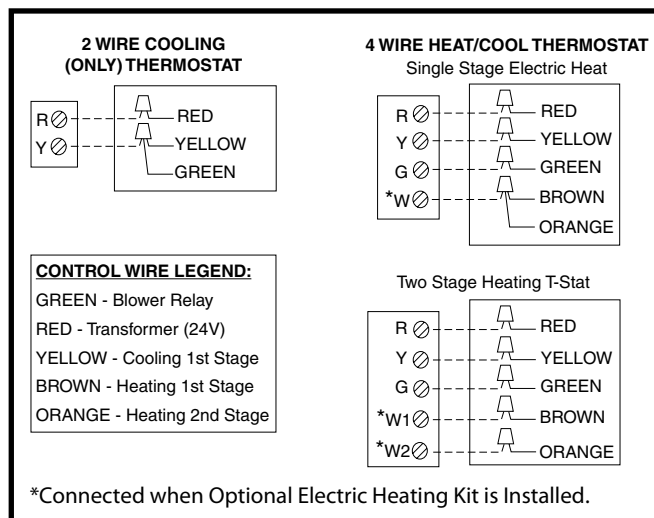 2 WIRE COOLING
(ONLY) THERMOSTAT
R
Y
RED
YELLOW
GREEN
4 WIRE HEAT/COOL THERMOSTAT
Single Stage Electric Heat
R
Y
G
*W
RED
YELLOW
GREEN
BROWN
ORANGE
CONTROL WIRE LEGEND:
GREEN - Blower Relay
RED - Transformer (24V)
YELLOW - Cooling 1st Stage
BROWN - Heating 1st Stage
ORANGE - Heating 2nd Stage
Two Stage Heating T-Stat
R
Y
G
*W1
*W2
RED
YELLOW
GREEN
BROWN
ORANGE
*Connected when Optional Electric Heating Kit is Installed.